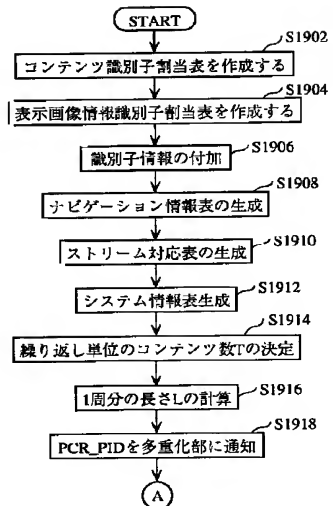 START
S1902
コンテンツ識別子割当表を作成する
S1904
表示画像情報識別子割当表を作成する
S1906
識別子情報の付加
S1908
ナビゲーション情報表の生成
S1910
ストリーム対応表の生成
S1912
システム情報表生成
S1914
繰り返し単位のコンテンツ数Tの決定
S1916
1周分の長さLの計算
S1918
PCR_PIDを多重化部に通知
A